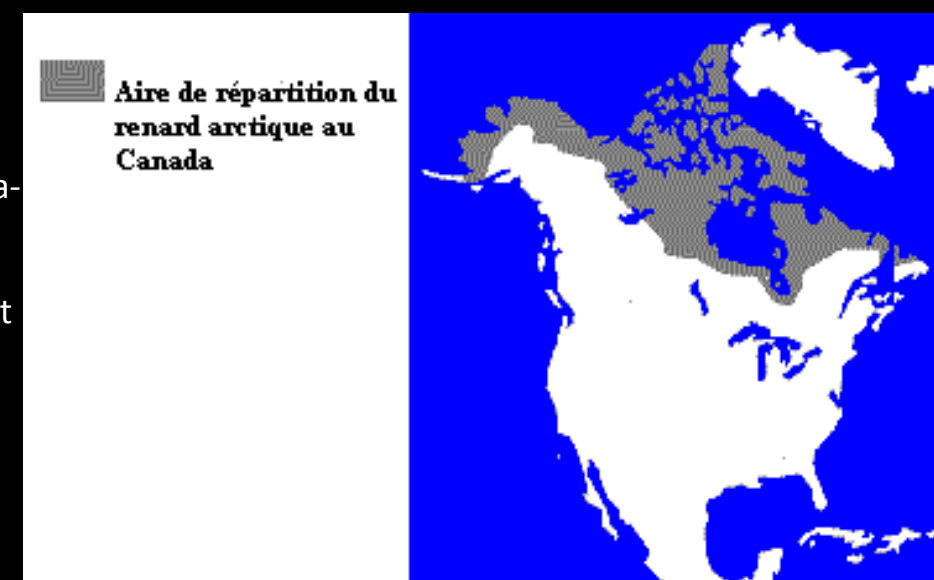 Aire de répartition du
renard arctique au
Canada
a-
t